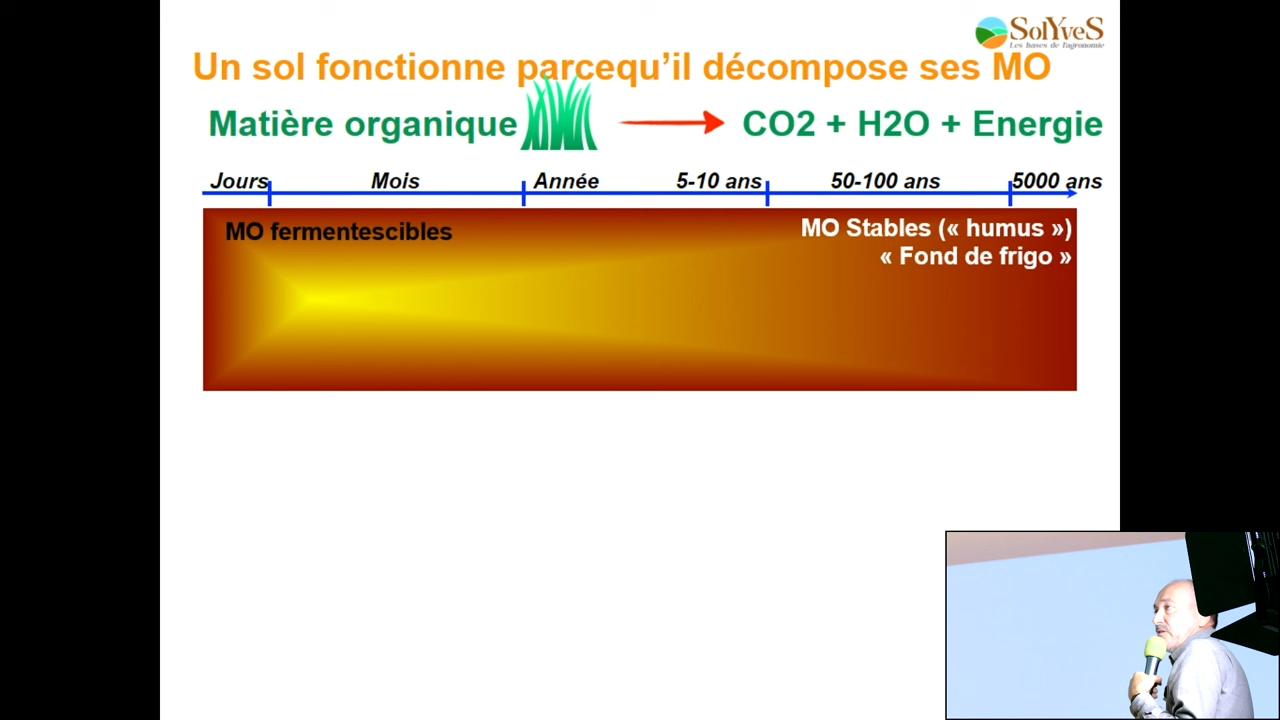 SolYveS
Les bases de l'agronomie
Un sol fonctionne parcequ'il décompose ses MO
Matière organique CO2 + H2O + Energie
Jours Mois Année 5-10 ans 50-100 ans 5000 ans
MO fermentescibles
MO Stables (« humus »)
« Fond de frigo »